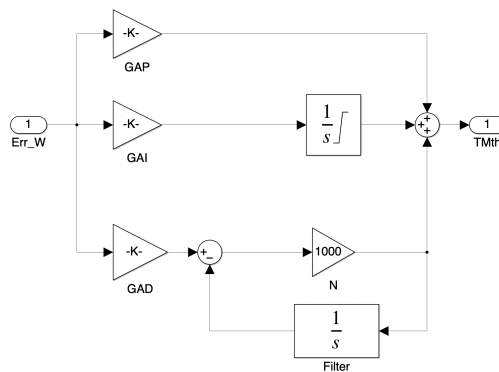 -K-
GAP
1
Err_W
-K-
GAI
1
s
+
+
+
1
TMth
-K-
GAD
+
-
1000
N
1
s
Filter